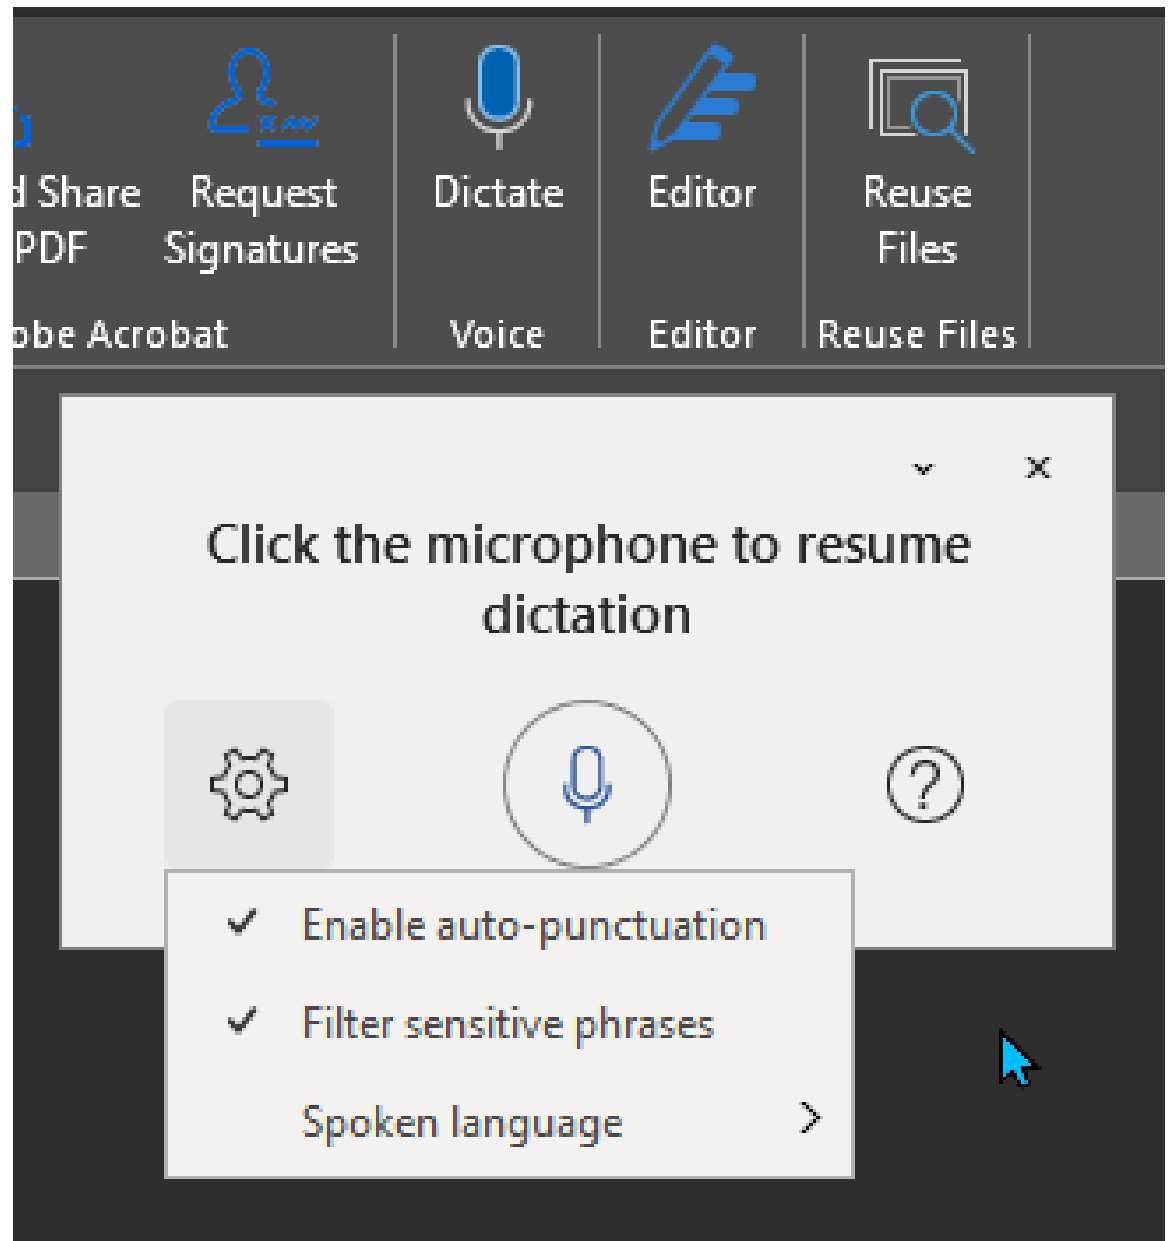 d Share
PDF
Request
Signatures
Dictate
Editor
Reuse
Files
obe Acrobat
Voice
Editor
Reuse Files
Click the microphone to resume
dictation
Enable auto-punctuation
Filter sensitive phrases
Spoken language